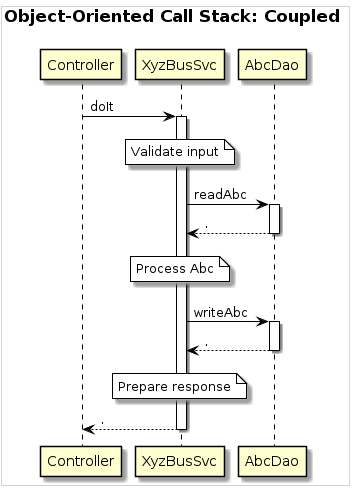 Object-Oriented Call Stack: Coupled
Controller XyzBusSvc AbcDao
doIt
Validate input
readAbc
.
Process Abc
writeAbc
.
Prepare response
.
Controller XyzBusSvc AbcDao